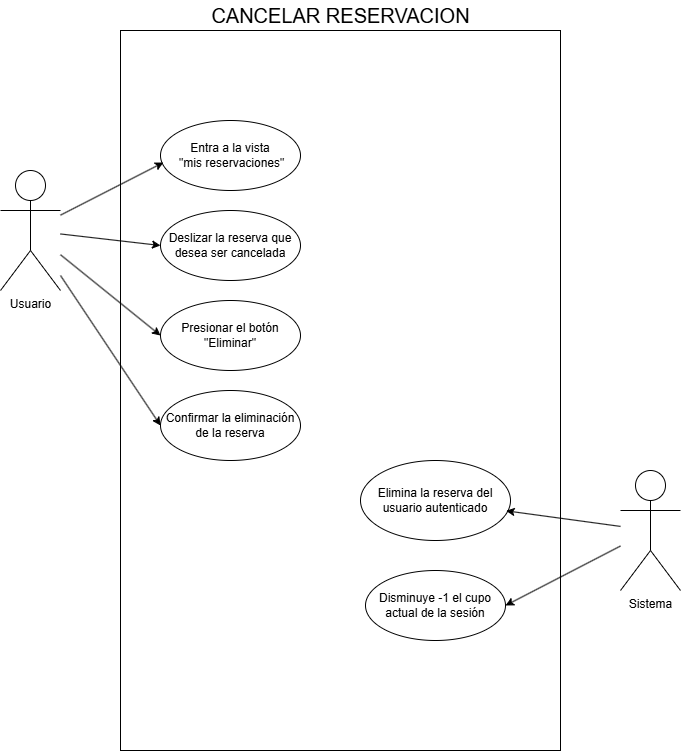 CANCELAR RESERVACION
Entra a la vista
"mis reservaciones"
Deslizar la reserva que
desea ser cancelada
Usuario
Presionar el botón
"Eliminar"
Confirmar la eliminación
de la reserva
Elimina la reserva del
usuario autenticado
Disminuye -1 el cupo
actual de la sesión
Sistema